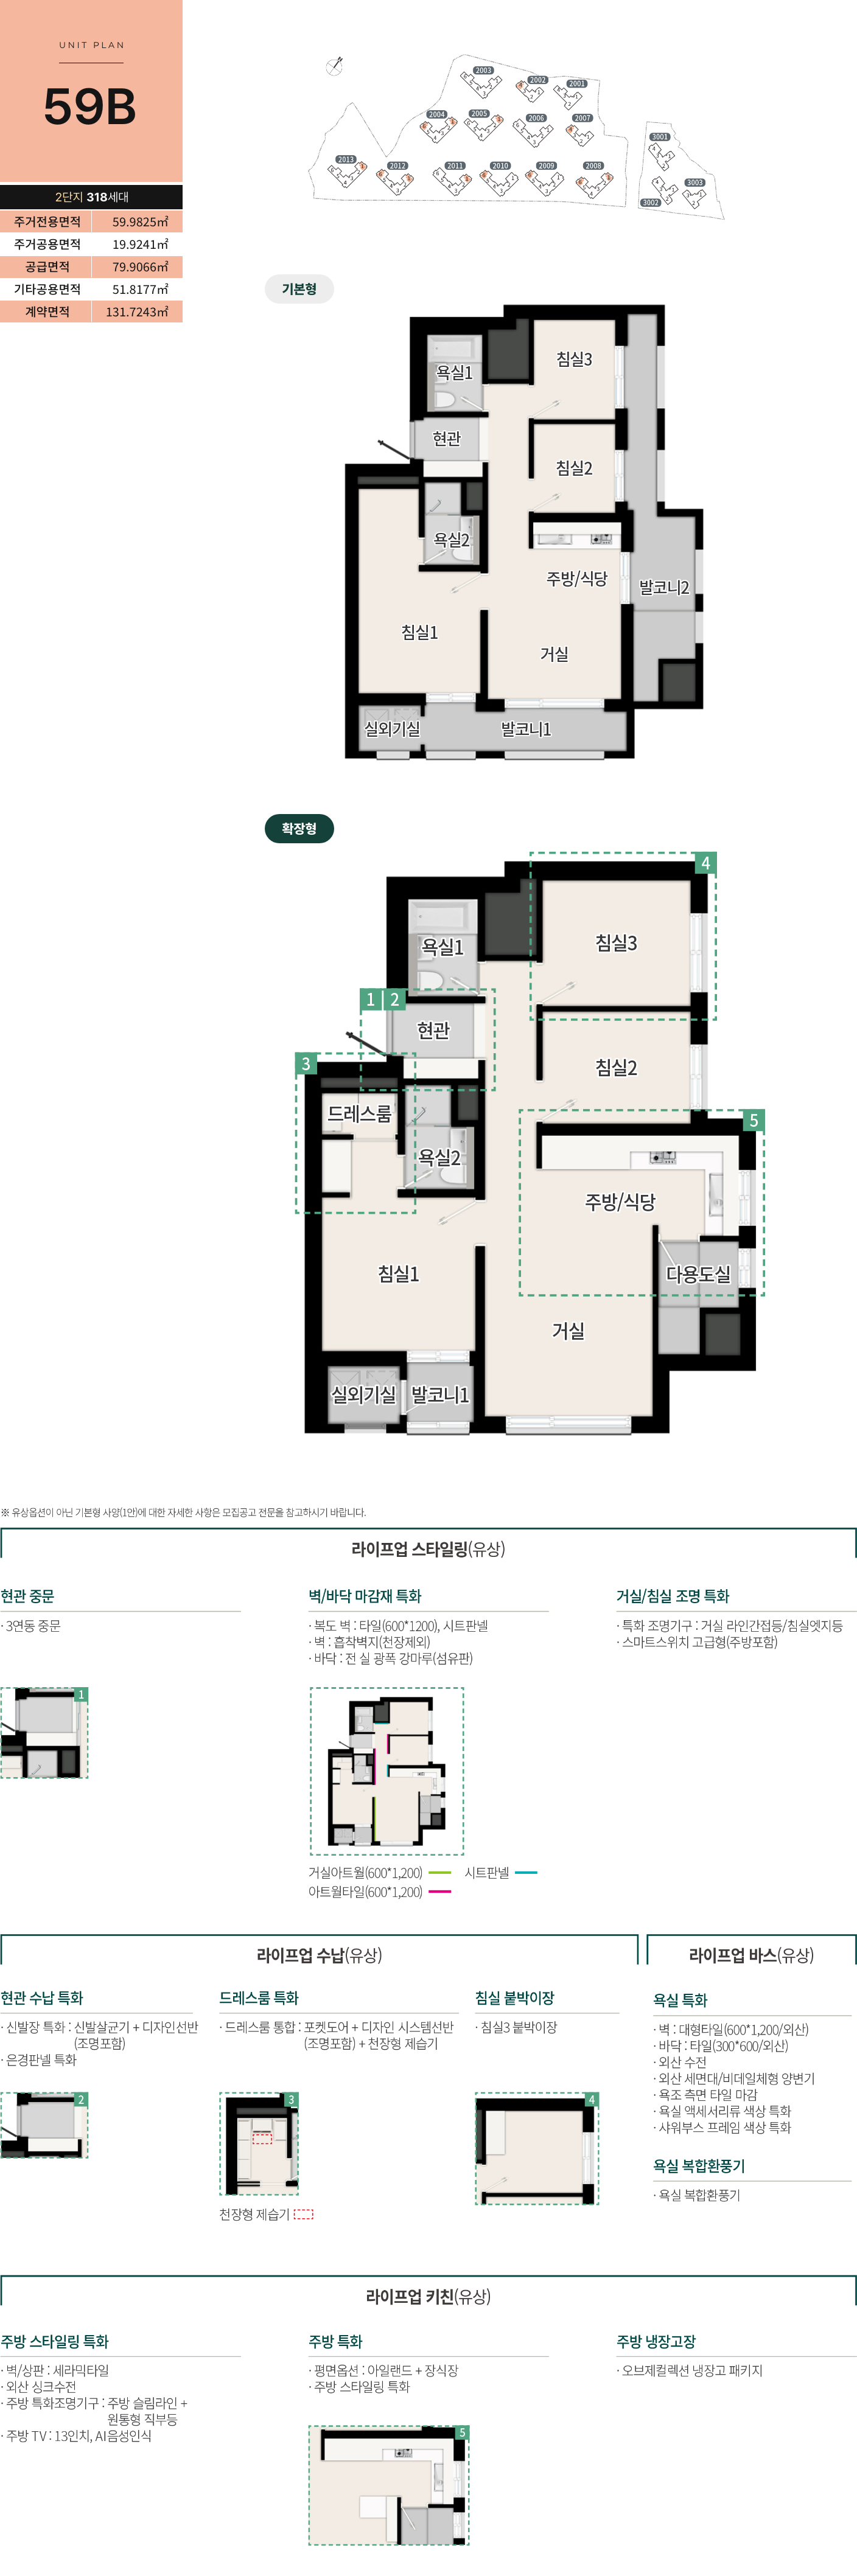 UNIT PLAN
59B
2단지 318세대
주거전용면적 59.9825㎡
주거공용면적 19.9241㎡
공급면적 79.9066㎡
기타공용면적 51.8177㎡
계약면적 131.7243㎡
2003
2002
2001
2004
2005
2006
2007
3001
2013
2012
2011
2010
2009
2008
3003
3002
기본형
침실3
욕실1
현관
침실2
욕실2
주방/식당
발코니2
침실1
거실
실외기실
발코니1
확장형
4
침실3
욕실1
1 2
현관
3
침실2
드레스룸
5
욕실2
주방/식당
침실1
다용도실
거실
실외기실
발코니1
※ 유상옵션이 아닌 기본형 사양(1안)에 대한 자세한 사항은 모집공고 전문을 참고하시기 바랍니다.
라이프업 스타일링(유상)
현관 중문
· 3연동 중문
1
벽/바닥 마감재 특화
· 복도 벽 : 타일(600*1200), 시트판넬
· 벽 : 흡착벽지(천장제외)
· 바닥 : 전 실 광폭 강마루(섬유판)
거실아트월(600*1,200)
시트판넬
아트월타일(600*1,200)
거실/침실 조명 특화
· 특화 조명기구 : 거실 라인간접등/침실엣지등
· 스마트스위치 고급형(주방포함)
라이프업 수납(유상)
현관 수납 특화
· 신발장 특화 : 신발살균기 + 디자인선반
(조명포함)
· 은경판넬 특화
2
드레스룸 특화
· 드레스룸 통합 : 포켓도어 + 디자인 시스템선반
(조명포함) + 천장형 제습기
3
천장형 제습기
침실 붙박이장
· 침실3 붙박이장
4
라이프업 바스(유상)
욕실 특화
· 벽 : 대형타일(600*1,200/외산)
· 바닥 : 타일(300*600/외산)
· 외산 수전
· 외산 세면대/비데일체형 양변기
· 욕조 측면 타일 마감
· 욕실 액세서리류 색상 특화
· 샤워부스 프레임 색상 특화
욕실 복합환풍기
· 욕실 복합환풍기
라이프업 키친(유상)
주방 스타일링 특화
· 벽/상판 : 세라믹타일
· 외산 싱크수전
· 주방 특화조명기구 : 주방 슬림라인 +
원통형 직부등
· 주방 TV : 13인치, AI음성인식
주방 특화
· 평면옵션 : 아일랜드 + 장식장
· 주방 스타일링 특화
5
주방 냉장고장
· 오브제컬렉션 냉장고 패키지